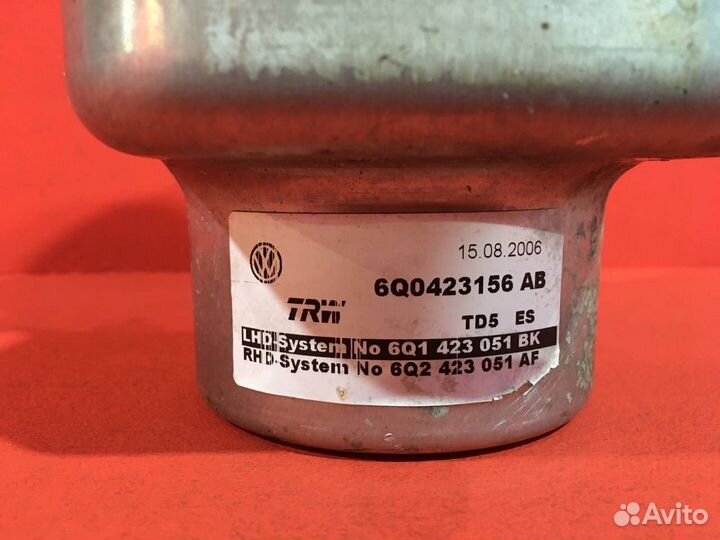 15.08.2006
6Q0423156 AB
TRW
TD5 ES
LHD-System No 6Q1 423 051 BK
RHD-System No 6Q2 423 051 AF
Avito